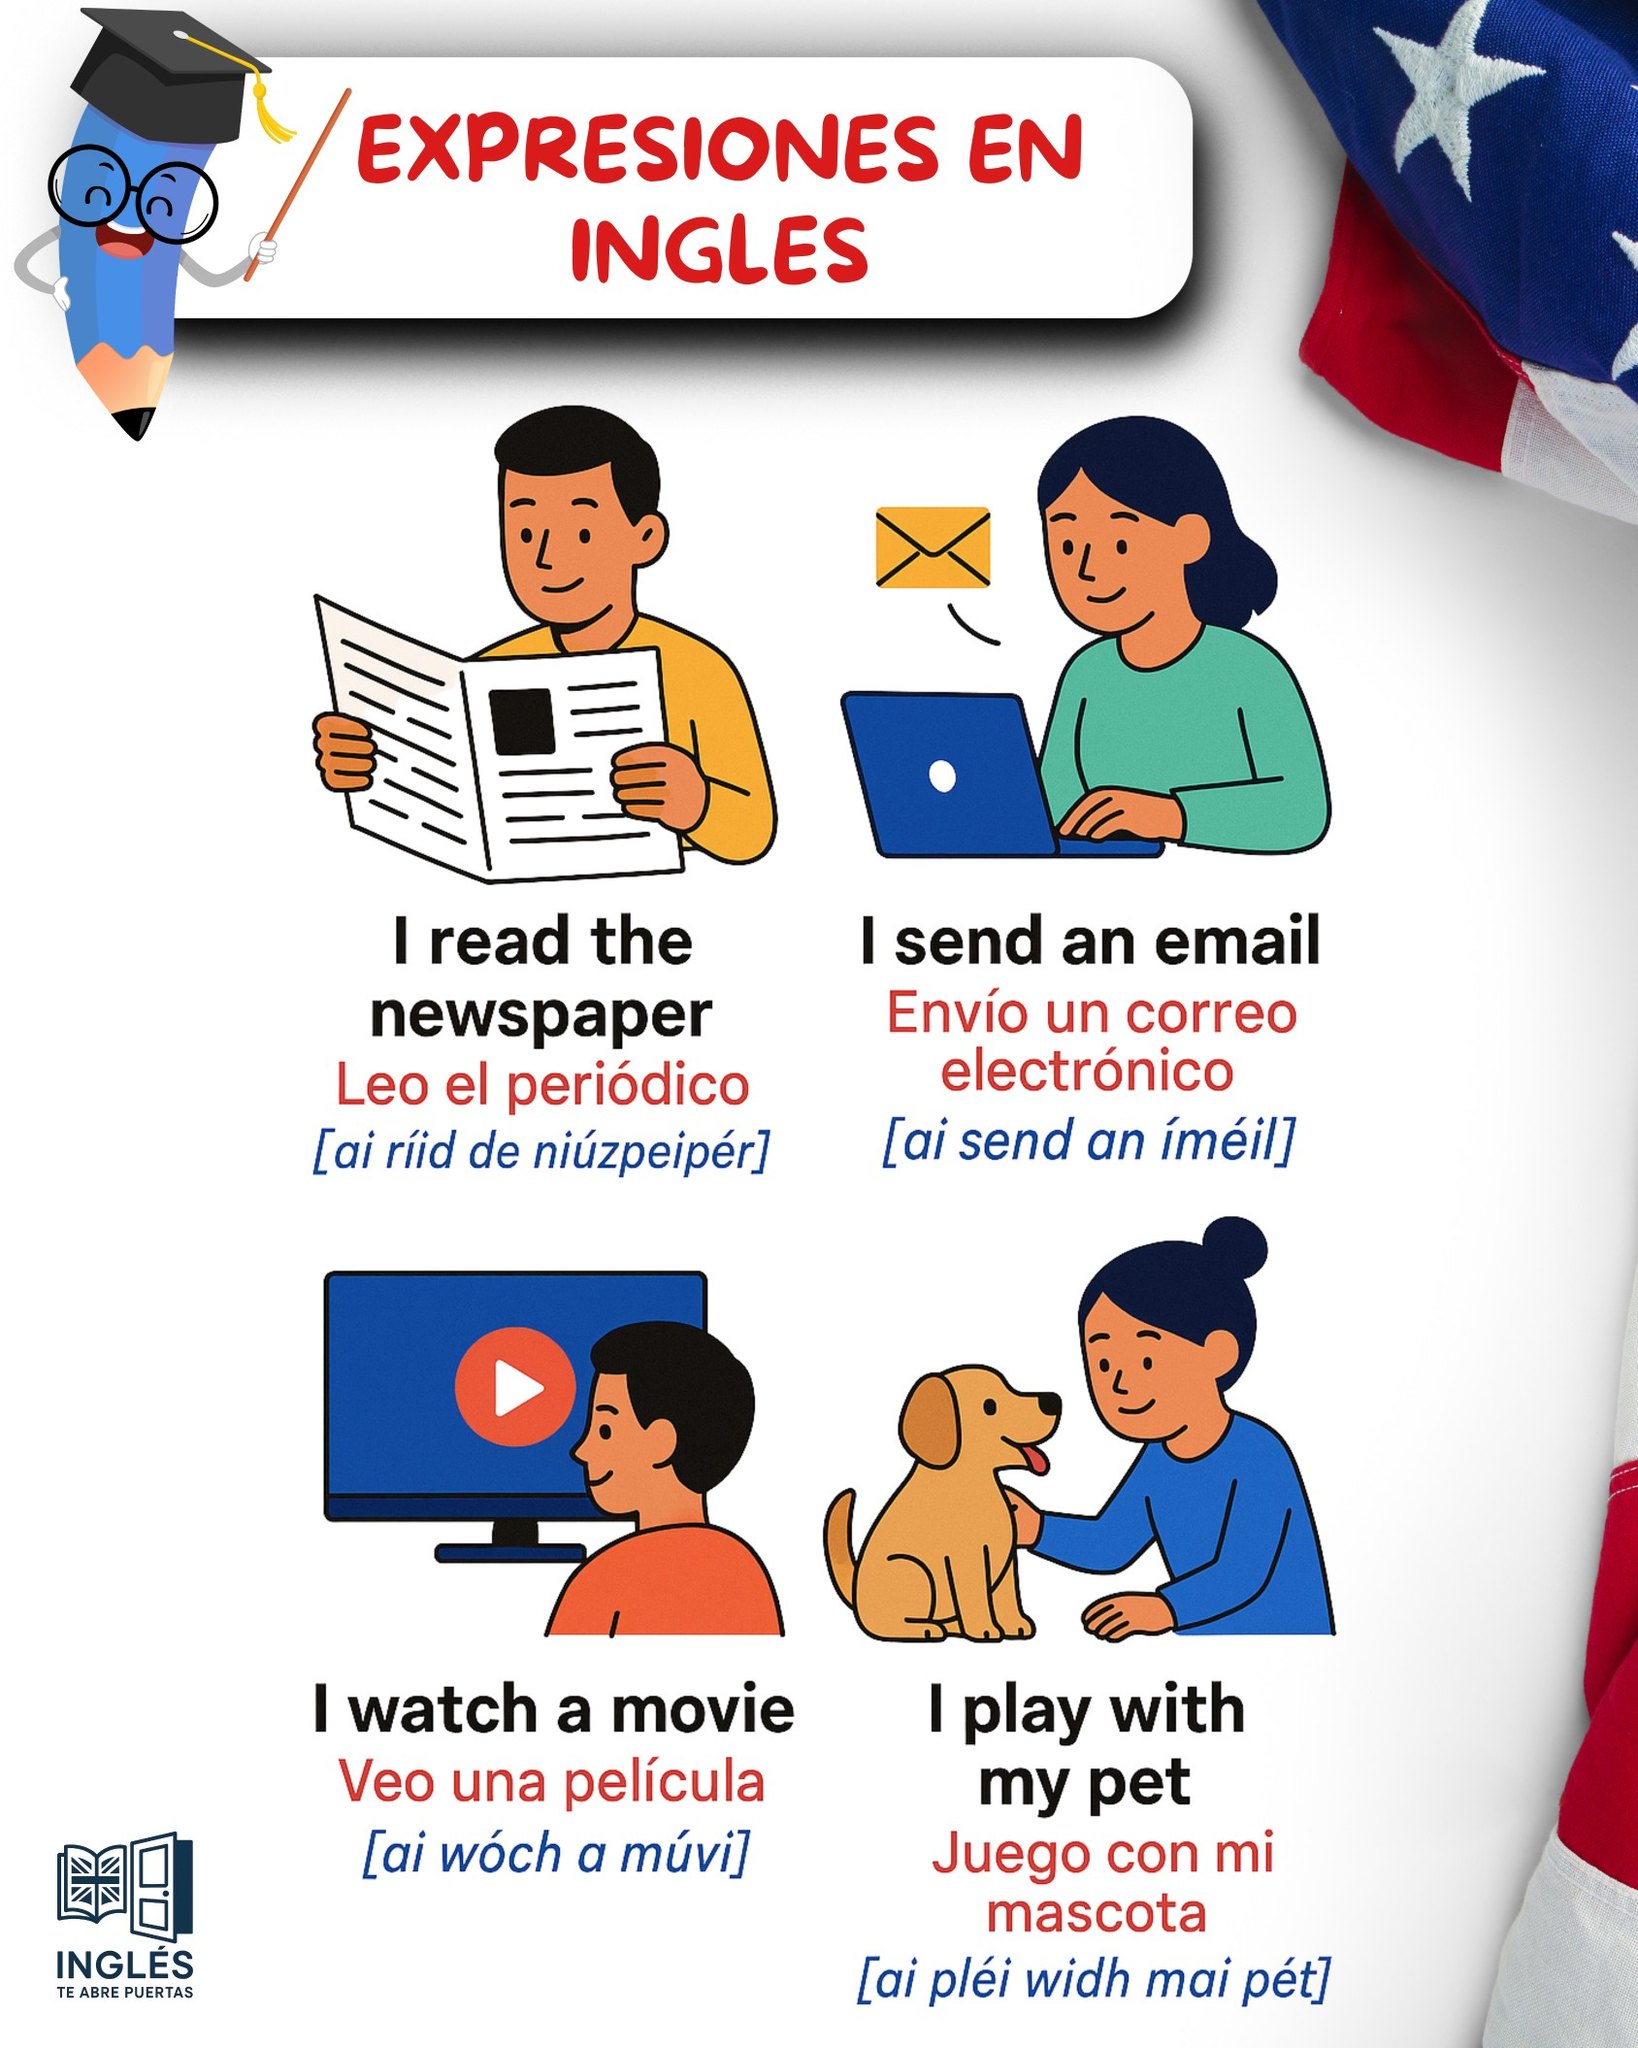 EXPRESIONES EN
INGLES
I read the
newspaper
Leo el periódico
[ai ríid de niúzpeipér]
I send an email
Envío un correo
electrónico
[ai send an íméil]
I watch a movie
Veo una película
[ai wóch a múvi]
I play with
my pet
Juego con mi
mascota
[ai pléi widh mai pét]
INGLÉS
TE ABRE PUERTAS